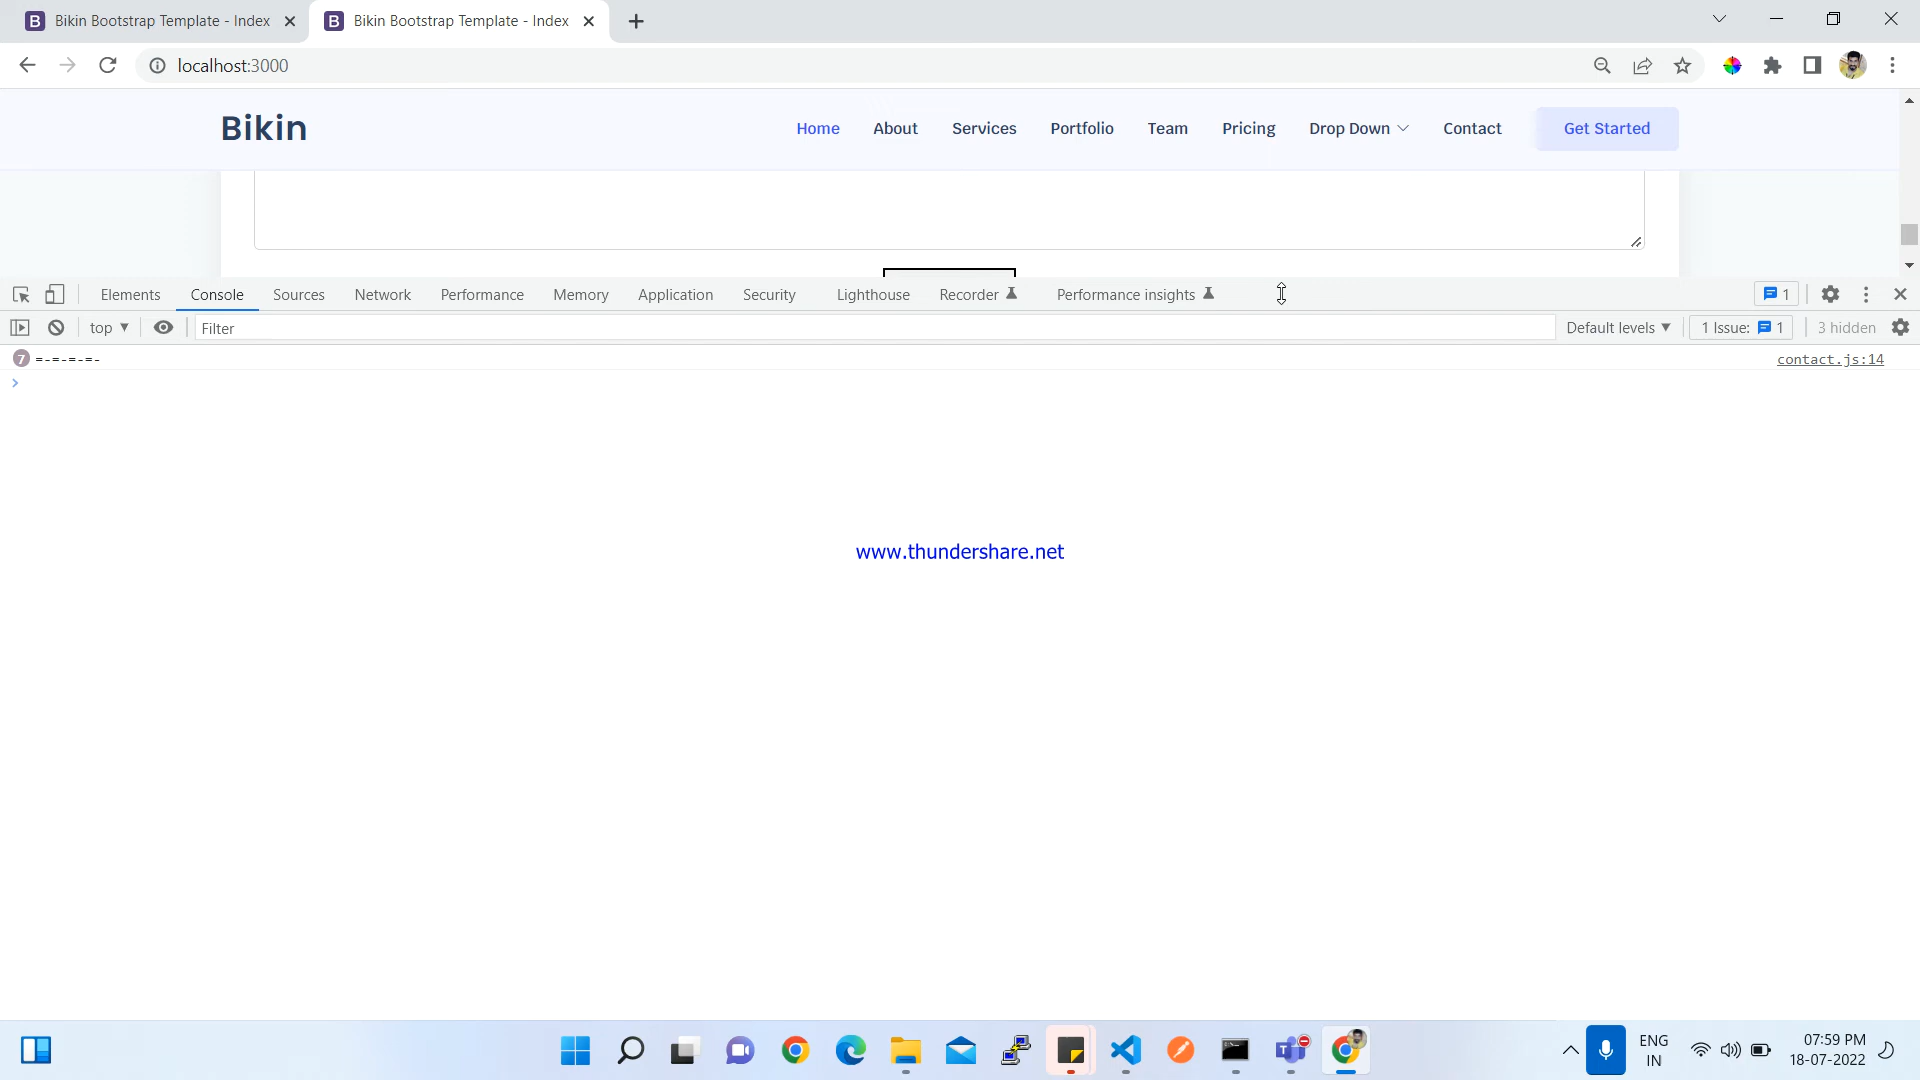 Bikin Bootstrap Template - Index
Bikin Bootstrap Template - Index
localhost:3000
Bikin
Home About Services Portfolio Team Pricing Drop Down Contact Get Started
Elements Console Sources Network Performance Memory Application Security Lighthouse Recorder Performance insights 1
top Filter Default levels 1 Issue: 1 3 hidden
7 =-=-=-=- contact.js:14
www.thundershare.net
ENG
IN
07:59 PM
18-07-2022